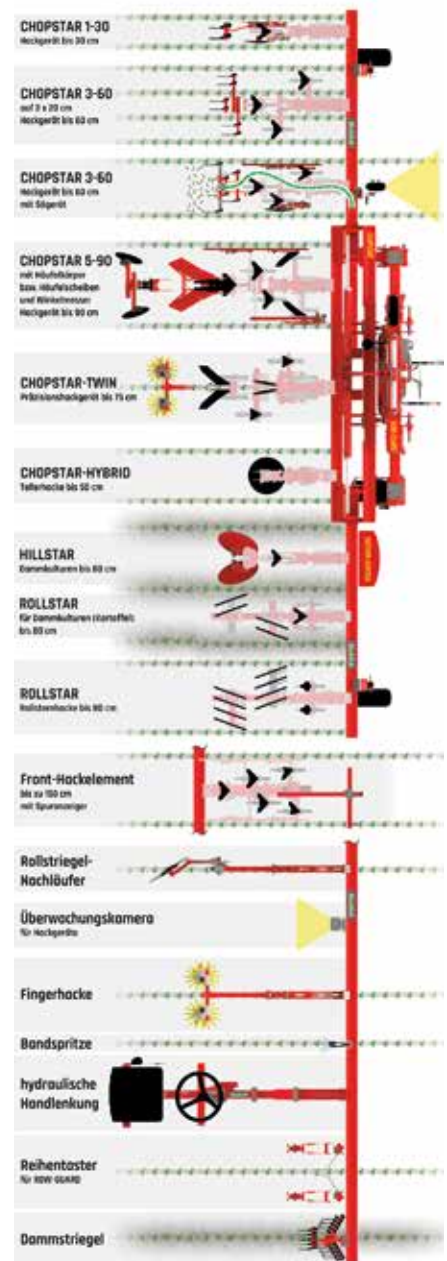 CHOPSTAR 1-30
Hackgerät bis 30 cm
CHOPSTAR 3-60
auf 3 x 20 cm
Hackgerät bis 60 cm
CHOPSTAR 3-60
Hackgerät bis 60 cm
mit Sägerät
CHOPSTAR 5-90
mit Häufelkörper
bzw. Häufelscheiben
und Winkelmesser
Hackgerät bis 90 cm
CHOPSTAR-TWIN
Präzisionshackgerät bis 75 cm
CHOPSTAR-HYBRID
Tellerhacke bis 50 cm
HILLSTAR
Dammkulturen bis 80 cm
ROLLSTAR
für Dammkulturen (Kartoffel)
bis 80 cm
ROLLSTAR
Rollsternhacke bis 90 cm
Front-Hackelement
bis zu 150 cm
mit Spuranzeiger
Rollstriegel-
Nachläufer
Überwachungskamera
für Hackgeräte
Fingerhacke
Bandspritze
hydraulische
Handlenkung
Reihentaster
für ROW-GUARD
Dammstriegel